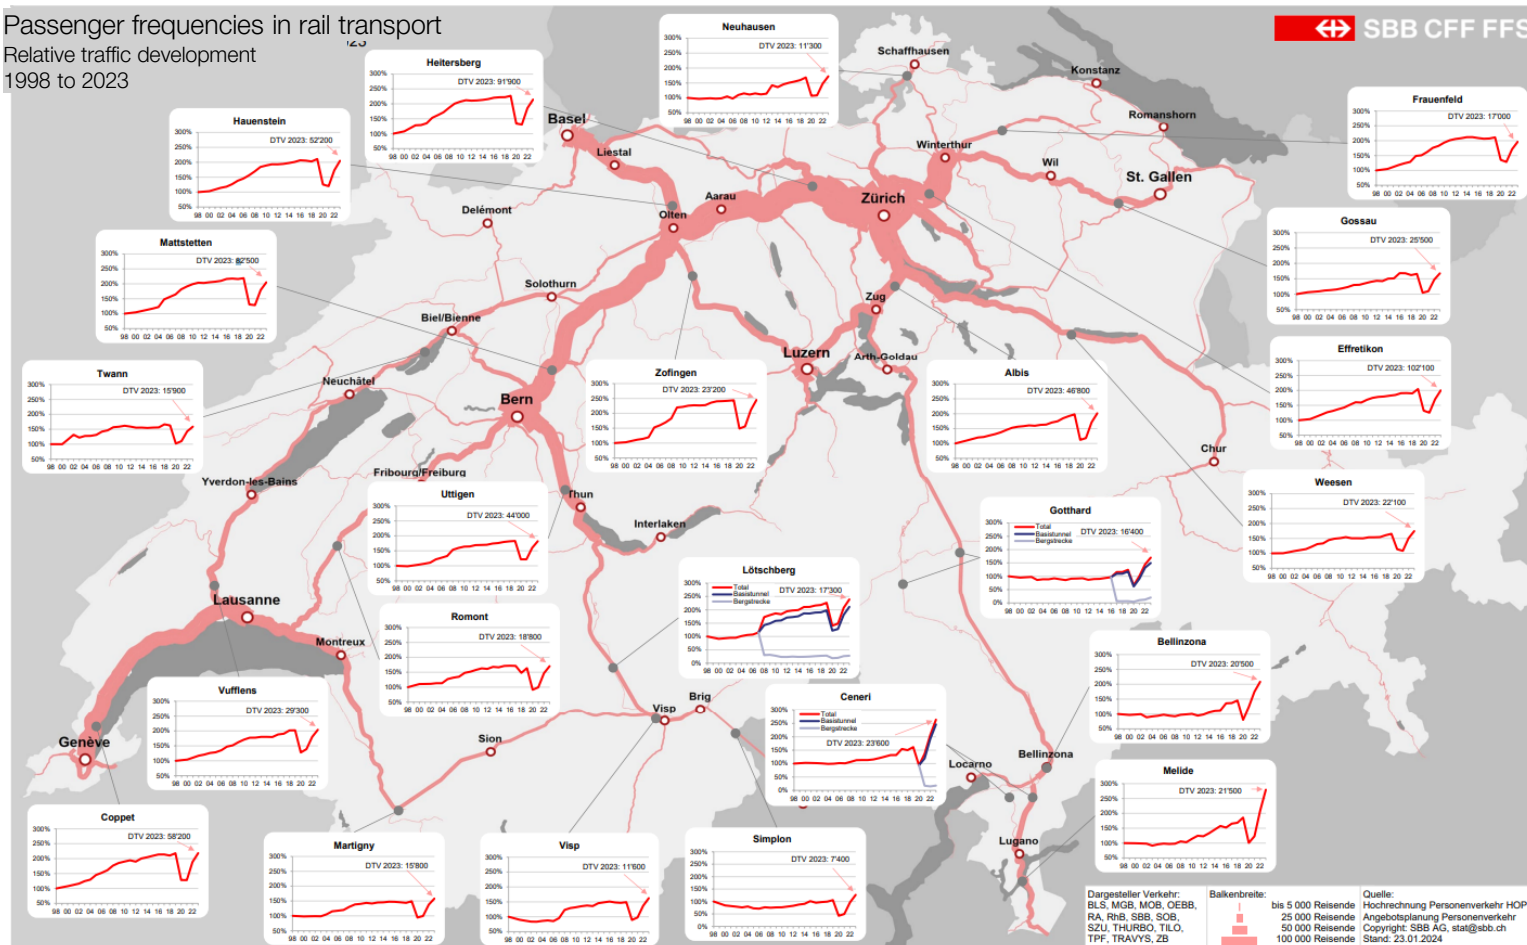 Passenger frequencies in rail transport
Relative traffic development
1998 to 2023
SBB CFF FFS
Neuhausen
DTV 2023: 11'300
Heitersberg
DTV 2023: 91'900
Hauenstein
DTV 2023: 52'200
Frauenfeld
DTV 2023: 17'000
Mattstetten
DTV 2023: 82'500
Gossau
DTV 2023: 25'500
Twann
DTV 2023: 15'900
Zofingen
DTV 2023: 23'200
Albis
DTV 2023: 46'800
Effretikon
DTV 2023: 102'100
Uttigen
DTV 2023: 44'000
Weesen
DTV 2023: 22'100
Gotthard
Total
Basistunnel
Bergstrecke
DTV 2023: 16'400
Lötschberg
Total
Basistunnel
Bergstrecke
DTV 2023: 17'300
Romont
DTV 2023: 18'800
Bellinzona
DTV 2023: 20'500
Vufflens
DTV 2023: 29'300
Ceneri
Total
Basistunnel
Bergstrecke
DTV 2023: 23'600
Melide
DTV 2023: 21'500
Coppet
DTV 2023: 58'200
Martigny
DTV 2023: 15'800
Visp
DTV 2023: 11'600
Simplon
DTV 2023: 7'400
Schaffhausen
Konstanz
Romanshorn
Basel
Liestal
Winterthur
Wil
St. Gallen
Aarau
Zürich
Delémont
Olten
Solothurn
Zug
Biel/Bienne
Luzern
Arth-Goldau
Neuchâtel
Bern
Chur
Fribourg/Freiburg
Yverdon-les-Bains
Thun
Interlaken
Lausanne
Montreux
Brig
Visp
Sion
Genève
Locarno
Bellinzona
Lugano
Dargesteller Verkehr:
BLS, MGB, MOB, OEBB,
RA, RhB, SBB, SOB,
SZU, THURBO, TILO,
TPF, TRAVYS, ZB
Balkenbreite:
bis 5 000 Reisende
25 000 Reisende
50 000 Reisende
100 000 Reisende
Quelle:
Hochrechnung Personenverkehr HOP
Angebotsplanung Personenverkehr
Copyright: SBB AG, stat@sbb.ch
Stand: 23.01.2024